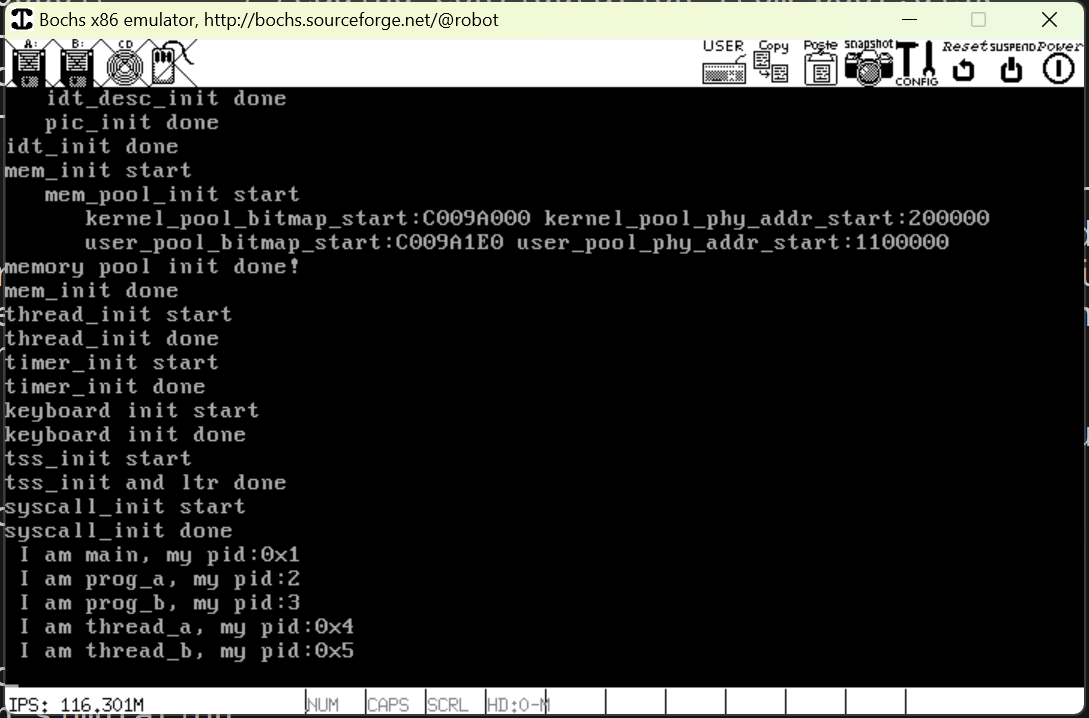 Bochs x86 emulator, http://bochs.sourceforge.net/@robot
A: B: CD USER Copy Paste snapshot CONFIG Reset SUSPEND Power
idt_desc_init done
pic_init done
idt_init done
mem_init start
mem_pool_init start
kernel_pool_bitmap_start:C009A000 kernel_pool_phy_addr_start:200000
user_pool_bitmap_start:C009A1E0 user_pool_phy_addr_start:1100000
memory pool init done!
mem_init done
thread_init start
thread_init done
timer_init start
timer_init done
keyboard init start
keyboard init done
tss_init start
tss_init and ltr done
syscall_init start
syscall_init done
I am main, my pid:0x1
I am prog_a, my pid:2
I am prog_b, my pid:3
I am thread_a, my pid:0x4
I am thread_b, my pid:0x5
_
IPS: 116.301M NUM CAPS SCRL HD:0-M